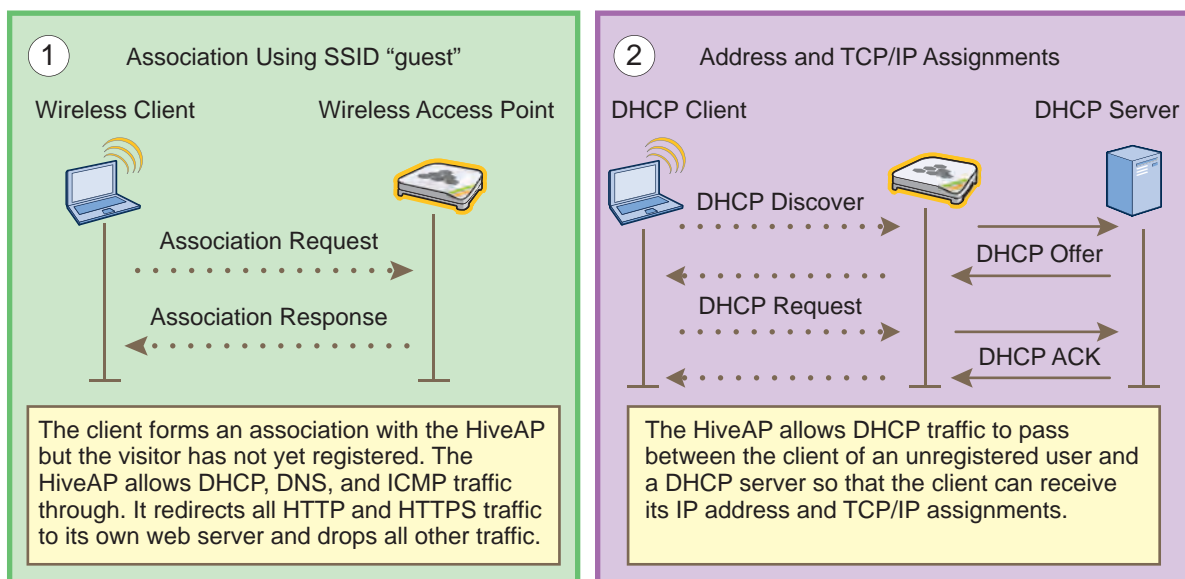 1
Association Using SSID “guest”
Wireless Client
Wireless Access Point
Association Request
Association Response
The client forms an association with the HiveAP
but the visitor has not yet registered. The
HiveAP allows DHCP, DNS, and ICMP traffic
through. It redirects all HTTP and HTTPS traffic
to its own web server and drops all other traffic.
2
Address and TCP/IP Assignments
DHCP Client
DHCP Server
DHCP Discover
DHCP Offer
DHCP Request
DHCP ACK
The HiveAP allows DHCP traffic to pass
between the client of an unregistered user and
a DHCP server so that the client can receive
its IP address and TCP/IP assignments.